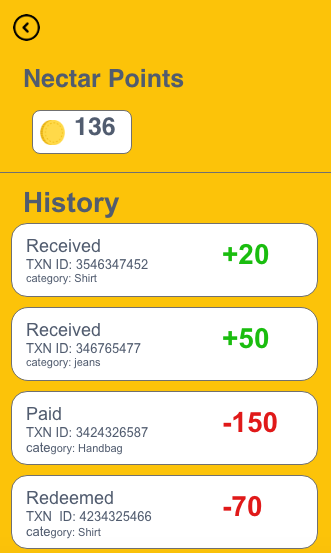 Nectar Points
136
History
Received
+20
TXN ID: 3546347452
category: Shirt
Received
+50
TXN ID: 346765477
category: jeans
Paid
-150
TXN ID: 3424326587
category: Handbag
Redeemed
-70
TXN  ID: 4234325466
category: Shirt